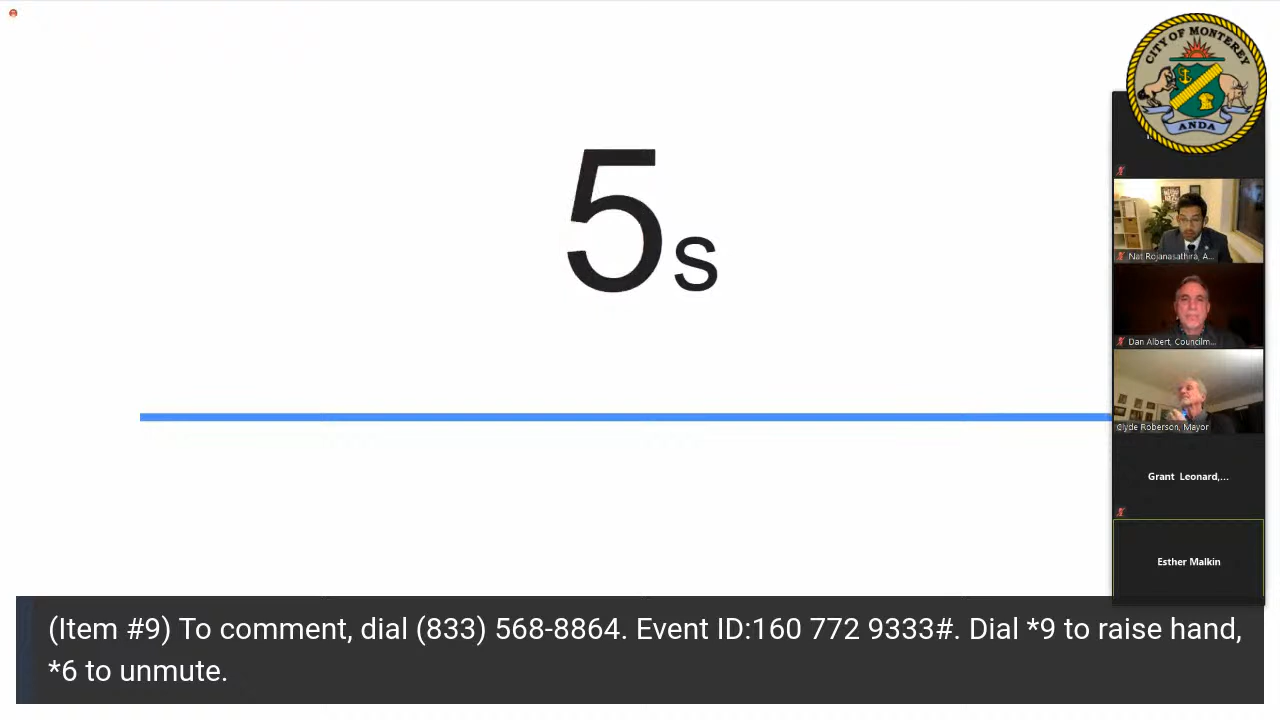 CITY OF MONTEREY
ANDA
5s
Nat Rojanasathira, A...
Dan Albert, Councilm...
Clyde Roberson, Mayor
Grant Leonard,...
Esther Malkin
(Item #9) To comment, dial (833) 568-8864. Event ID:160 772 9333#. Dial *9 to raise hand,
*6 to unmute.